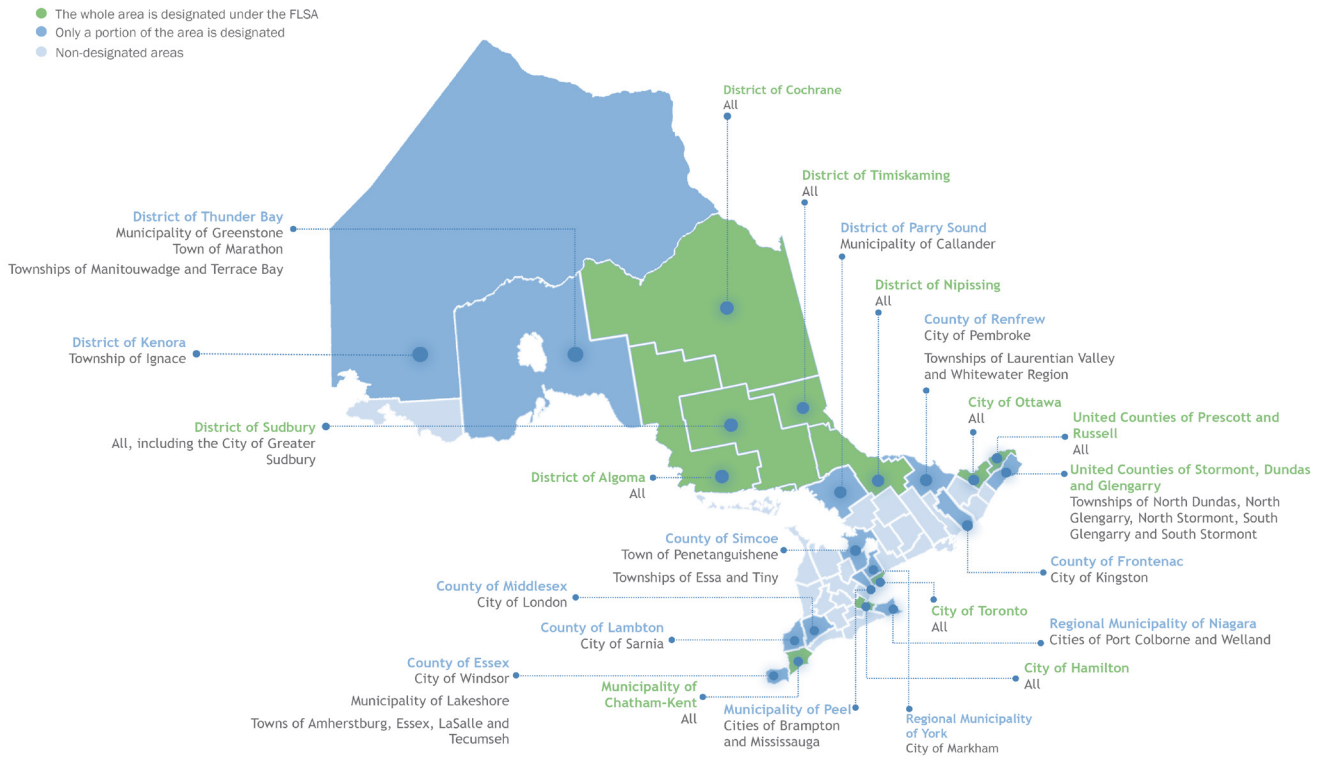 The whole area is designated under the FLSA
Only a portion of the area is designated
Non-designated areas
District of Cochrane
All
District of Timiskaming
All
District of Thunder Bay
Municipality of Greenstone
Town of Marathon
Townships of Manitouwadge and Terrace Bay
District of Parry Sound
Municipality of Callander
District of Nipissing
All
County of Renfrew
City of Pembroke
Townships of Laurentian Valley
and Whitewater Region
District of Kenora
Township of Ignace
City of Ottawa
All
United Counties of Prescott and
Russell
All
District of Sudbury
All, including the City of Greater
Sudbury
United Counties of Stormont, Dundas
and Glengarry
Townships of North Dundas, North
Glengarry, North Stormont, South
Glengarry and South Stormont
District of Algoma
All
County of Simcoe
Town of Penetanguishene
Townships of Essa and Tiny
County of Frontenac
City of Kingston
County of Middlesex
City of London
City of Toronto
All
County of Lambton
City of Sarnia
Regional Municipality of Niagara
Cities of Port Colborne and Welland
County of Essex
City of Windsor
Municipality of Lakeshore
Towns of Amherstburg, Essex, LaSalle and
Tecumseh
City of Hamilton
All
Municipality of
Chatham-Kent
All
Municipality of Peel
Cities of Brampton
and Mississauga
Regional Municipality
of York
City of Markham